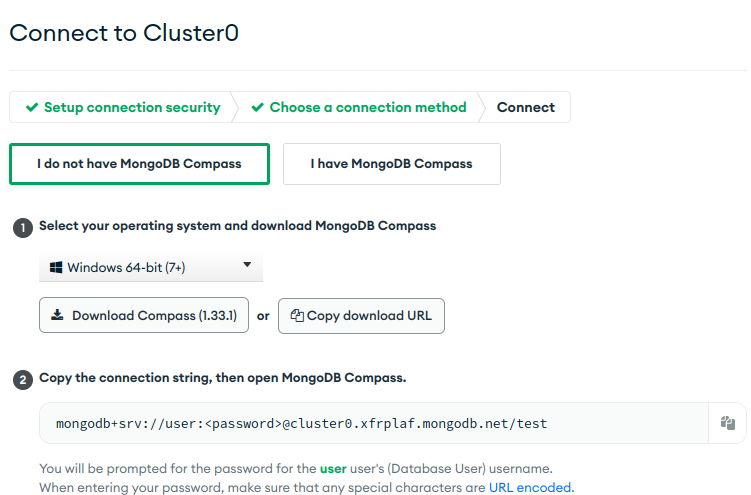 Connect to Cluster0
Setup connection security
Choose a connection method
Connect
I do not have MongoDB Compass
I have MongoDB Compass
1 Select your operating system and download MongoDB Compass
Windows 64-bit (7+)
Download Compass (1.33.1) or Copy download URL
2 Copy the connection string, then open MongoDB Compass.
mongodb+srv://user:<password>@cluster0.xfrplaf.mongodb.net/test
You will be prompted for the password for the user user's (Database User) username.
When entering your password, make sure that any special characters are URL encoded.